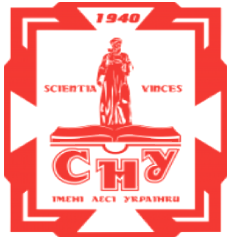 1940
SCIENTIA VINCES
СНУ
ІМЕНІ ЛЕСІ УКРАЇНКИ